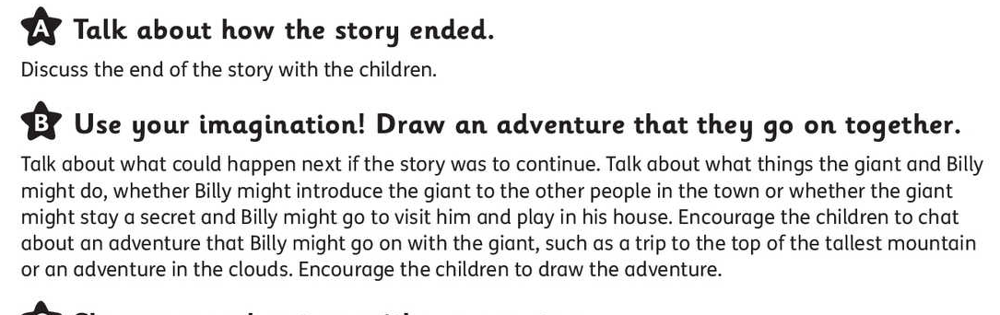 A Talk about how the story ended.
Discuss the end of the story with the children.
B Use your imagination! Draw an adventure that they go on together.
Talk about what could happen next if the story was to continue. Talk about what things the giant and Billy
might do, whether Billy might introduce the giant to the other people in the town or whether the giant
might stay a secret and Billy might go to visit him and play in his house. Encourage the children to chat
about an adventure that Billy might go on with the giant, such as a trip to the top of the tallest mountain
or an adventure in the clouds. Encourage the children to draw the adventure.